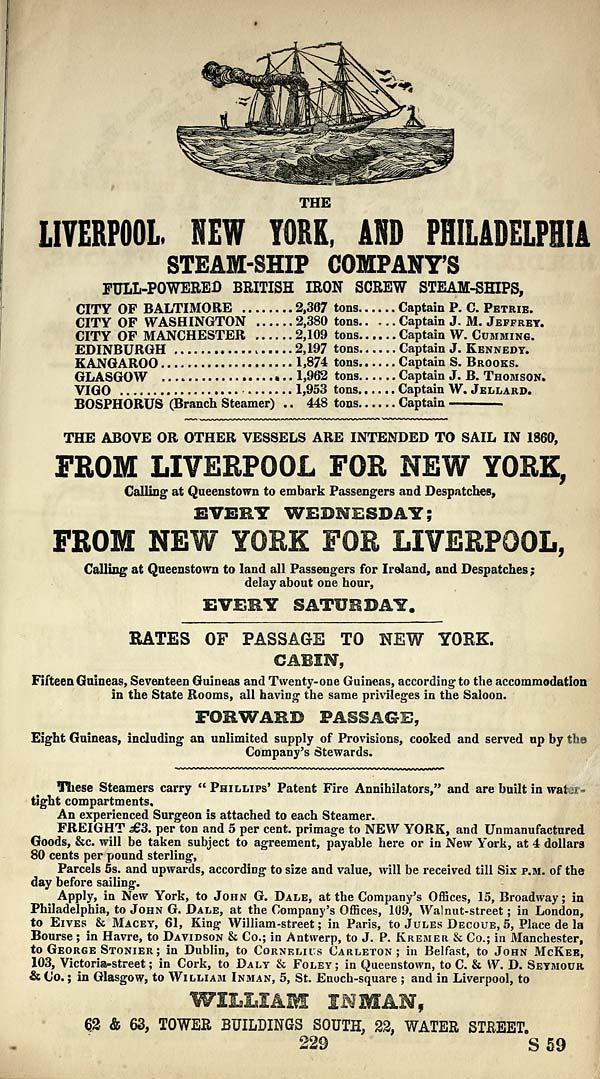 THE
LIVERPOOL, NEW YORK, AND PHILADELPHIA
STEAM-SHIP COMPANY'S
FULL-POWERED BRITISH IRON SCREW STEAM-SHIPS,
CITY OF BALTIMORE ........ 2,367 tons...... Captain P. C. PETRIE.
CITY OF WASHINGTON ...... 2,380 tons.. ... Captain J. M. JEFFREY.
CITY OF MANCHESTER ...... 2,109 tons...... Captain W. CUMMING.
EDINBURGH .................. 2,197 tons...... Captain J. KENNEDY.
KANGAROO.................... 1,874 tons...... Captain S. BROOKS.
GLASGOW .................... 1,962 tons...... Captain J. B. THOMSON.
VIGO .......................... 1,953 tons...... Captain W. JELLARD.
BOSPHORUS (Branch Steamer) .. 448 tons...... Captain ———
THE ABOVE OR OTHER VESSELS ARE INTENDED TO SAIL IN 1860,
FROM LIVERPOOL FOR NEW YORK,
Calling at Queenstown to embark Passengers and Despatches,
EVERY WEDNESDAY;
FROM NEW YORK FOR LIVERPOOL,
Calling at Queenstown to land all Passengers for Ireland, and Despatches;
delay about one hour,
EVERY SATURDAY.
RATES OF PASSAGE TO NEW YORK.
CABIN,
Fifteen Guineas, Seventeen Guineas and Twenty-one Guineas, according to the accommodation
in the State Rooms, all having the same privileges in the Saloon.
FORWARD PASSAGE,
Eight Guineas, including an unlimited supply of Provisions, cooked and served up by the
Company's Stewards.
These Steamers carry "PHILLIPS' Patent Fire Annihilators," and are built in water-
tight compartments.
An experienced Surgeon is attached to each Steamer.
FREIGHT £3. per ton and 5 per cent. primage to NEW YORK, and Unmanufactured
Goods, &c. will be taken subject to agreement, payable here or in New York, at 4 dollars
80 cents per pound sterling,
Parcels 5s. and upwards, according to size and value, will be received till Six P.M. of the
day before sailing.
Apply, in New York, to JOHN G. DALE, at the Company's Offices, 15, Broadway; in
Philadelphia, to JOHN G. DALE, at the Company's Offices, 109, Walnut-street; in London,
to EIVES & MACEY, 61, King William-street; in Paris, to JULES DECOUE, 5, Place de la
Bourse; in Havre, to DAVIDSON & Co.; in Antwerp, to J. P. KREMER & Co.; in Manchester,
to GEORGE STONIER; in Dublin, to CORNELIUS CARLETON; in Belfast, to JOHN MCKEE,
103, Victoria-street; in Cork, to DALY & FOLEY; in Queenstown, to C. & W. D. SEYMOUR
& Co.; in Glasgow, to WILLIAM INMAN, 5, St. Enoch-square; and in Liverpool, to
WILLIAM INMAN,
62 & 63, TOWER BUILDINGS SOUTH, 22, WATER STREET.
229 S 59